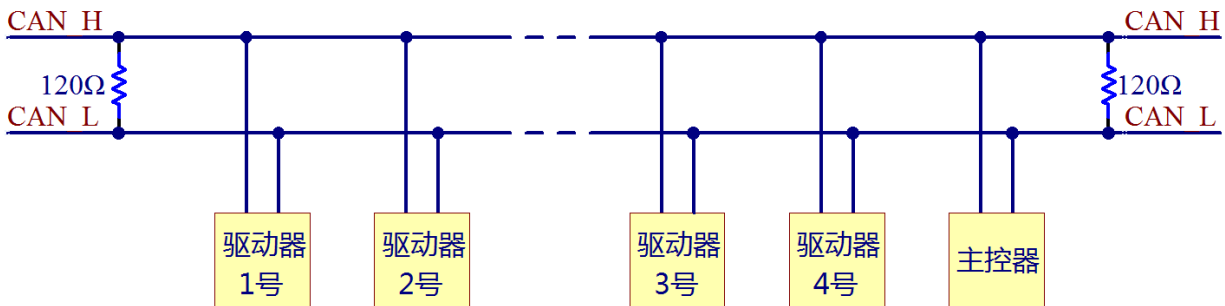 CAN H
CAN H
120Ω
120Ω
CAN L
CAN L
驱动器
1号
驱动器
2号
驱动器
3号
驱动器
4号
主控器